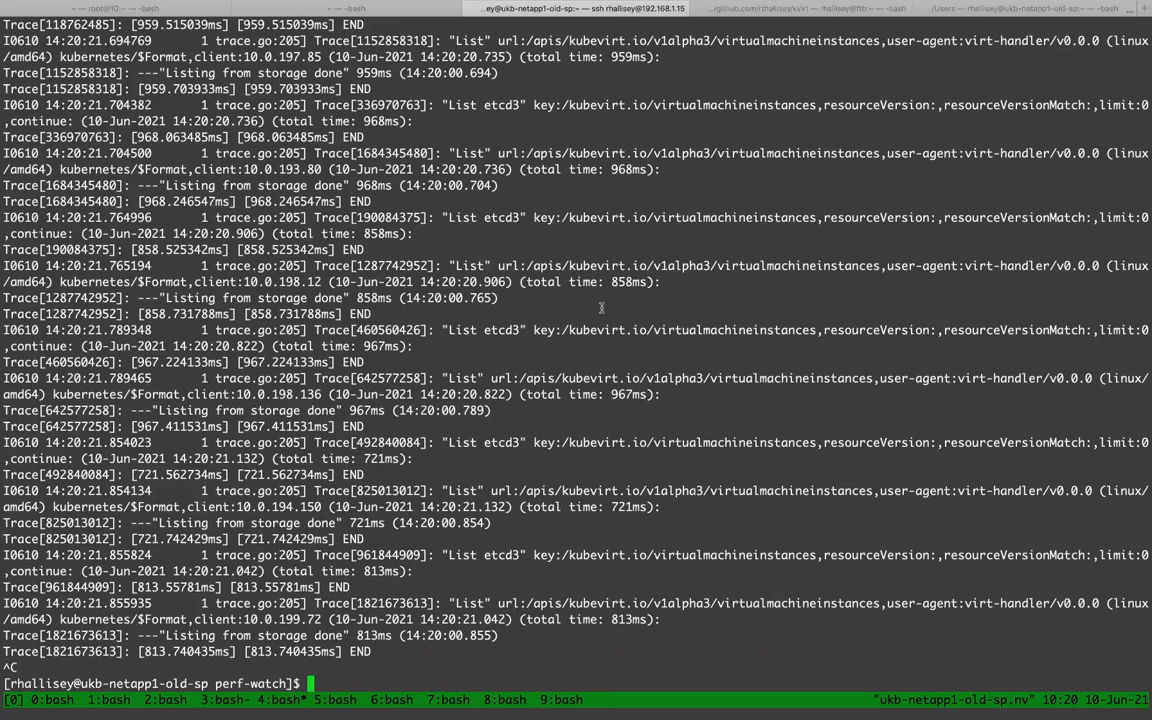 ~ — rhallisey@root@10:~ — -bash
~ — -bash
…ey@ukb-netapp1-old-sp:~ — ssh rhallisey@192.168.1.15
…/github.com/rthallisey/kvirt — rhallisey@ftb:~ — -bash
/Users — rhallisey@ukb-netapp1-old-sp:~ — -bash
... +
Trace[118762485]: [959.515039ms] [959.515039ms] END
I0610 14:20:21.694769       1 trace.go:205] Trace[1152858318]: "List" url:/apis/kubevirt.io/v1alpha3/virtualmachineinstances,user-agent:virt-handler/v0.0.0 (linux
/amd64) kubernetes/$Format,client:10.0.197.85 (10-Jun-2021 14:20:20.735) (total time: 959ms):
Trace[1152858318]: ---"Listing from storage done" 959ms (14:20:00.694)
Trace[1152858318]: [959.703933ms] [959.703933ms] END
I0610 14:20:21.704382       1 trace.go:205] Trace[336970763]: "List etcd3" key:/kubevirt.io/virtualmachineinstances,resourceVersion:,resourceVersionMatch:,limit:0
,continue: (10-Jun-2021 14:20:20.736) (total time: 968ms):
Trace[336970763]: [968.063485ms] [968.063485ms] END
I0610 14:20:21.704500       1 trace.go:205] Trace[1684345480]: "List" url:/apis/kubevirt.io/v1alpha3/virtualmachineinstances,user-agent:virt-handler/v0.0.0 (linux
/amd64) kubernetes/$Format,client:10.0.193.80 (10-Jun-2021 14:20:20.736) (total time: 968ms):
Trace[1684345480]: ---"Listing from storage done" 968ms (14:20:00.704)
Trace[1684345480]: [968.246547ms] [968.246547ms] END
I0610 14:20:21.764996       1 trace.go:205] Trace[190084375]: "List etcd3" key:/kubevirt.io/virtualmachineinstances,resourceVersion:,resourceVersionMatch:,limit:0
,continue: (10-Jun-2021 14:20:20.906) (total time: 858ms):
Trace[190084375]: [858.525342ms] [858.525342ms] END
I0610 14:20:21.765194       1 trace.go:205] Trace[1287742952]: "List" url:/apis/kubevirt.io/v1alpha3/virtualmachineinstances,user-agent:virt-handler/v0.0.0 (linux
/amd64) kubernetes/$Format,client:10.0.198.12 (10-Jun-2021 14:20:20.906) (total time: 858ms):
Trace[1287742952]: ---"Listing from storage done" 858ms (14:20:00.765)
Trace[1287742952]: [858.731788ms] [858.731788ms] END
I0610 14:20:21.789348       1 trace.go:205] Trace[460560426]: "List etcd3" key:/kubevirt.io/virtualmachineinstances,resourceVersion:,resourceVersionMatch:,limit:0
,continue: (10-Jun-2021 14:20:20.822) (total time: 967ms):
Trace[460560426]: [967.224133ms] [967.224133ms] END
I0610 14:20:21.789465       1 trace.go:205] Trace[642577258]: "List" url:/apis/kubevirt.io/v1alpha3/virtualmachineinstances,user-agent:virt-handler/v0.0.0 (linux/
amd64) kubernetes/$Format,client:10.0.198.136 (10-Jun-2021 14:20:20.822) (total time: 967ms):
Trace[642577258]: ---"Listing from storage done" 967ms (14:20:00.789)
Trace[642577258]: [967.411531ms] [967.411531ms] END
I0610 14:20:21.854023       1 trace.go:205] Trace[492840084]: "List etcd3" key:/kubevirt.io/virtualmachineinstances,resourceVersion:,resourceVersionMatch:,limit:0
,continue: (10-Jun-2021 14:20:21.132) (total time: 721ms):
Trace[492840084]: [721.562734ms] [721.562734ms] END
I0610 14:20:21.854134       1 trace.go:205] Trace[825013012]: "List" url:/apis/kubevirt.io/v1alpha3/virtualmachineinstances,user-agent:virt-handler/v0.0.0 (linux/
amd64) kubernetes/$Format,client:10.0.194.150 (10-Jun-2021 14:20:21.132) (total time: 721ms):
Trace[825013012]: ---"Listing from storage done" 721ms (14:20:00.854)
Trace[825013012]: [721.742429ms] [721.742429ms] END
I0610 14:20:21.855824       1 trace.go:205] Trace[961844909]: "List etcd3" key:/kubevirt.io/virtualmachineinstances,resourceVersion:,resourceVersionMatch:,limit:0
,continue: (10-Jun-2021 14:20:21.042) (total time: 813ms):
Trace[961844909]: [813.55781ms] [813.55781ms] END
I0610 14:20:21.855935       1 trace.go:205] Trace[1821673613]: "List" url:/apis/kubevirt.io/v1alpha3/virtualmachineinstances,user-agent:virt-handler/v0.0.0 (linux
/amd64) kubernetes/$Format,client:10.0.199.72 (10-Jun-2021 14:20:21.042) (total time: 813ms):
Trace[1821673613]: ---"Listing from storage done" 813ms (14:20:00.855)
Trace[1821673613]: [813.740435ms] [813.740435ms] END
^C
[rhallisey@ukb-netapp1-old-sp perf-watch]$
[0] 0:bash  1:bash  2:bash  3:bash- 4:bash* 5:bash  6:bash  7:bash  8:bash  9:bash "ukb-netapp1-old-sp.nv" 10:20 10-Jun-21